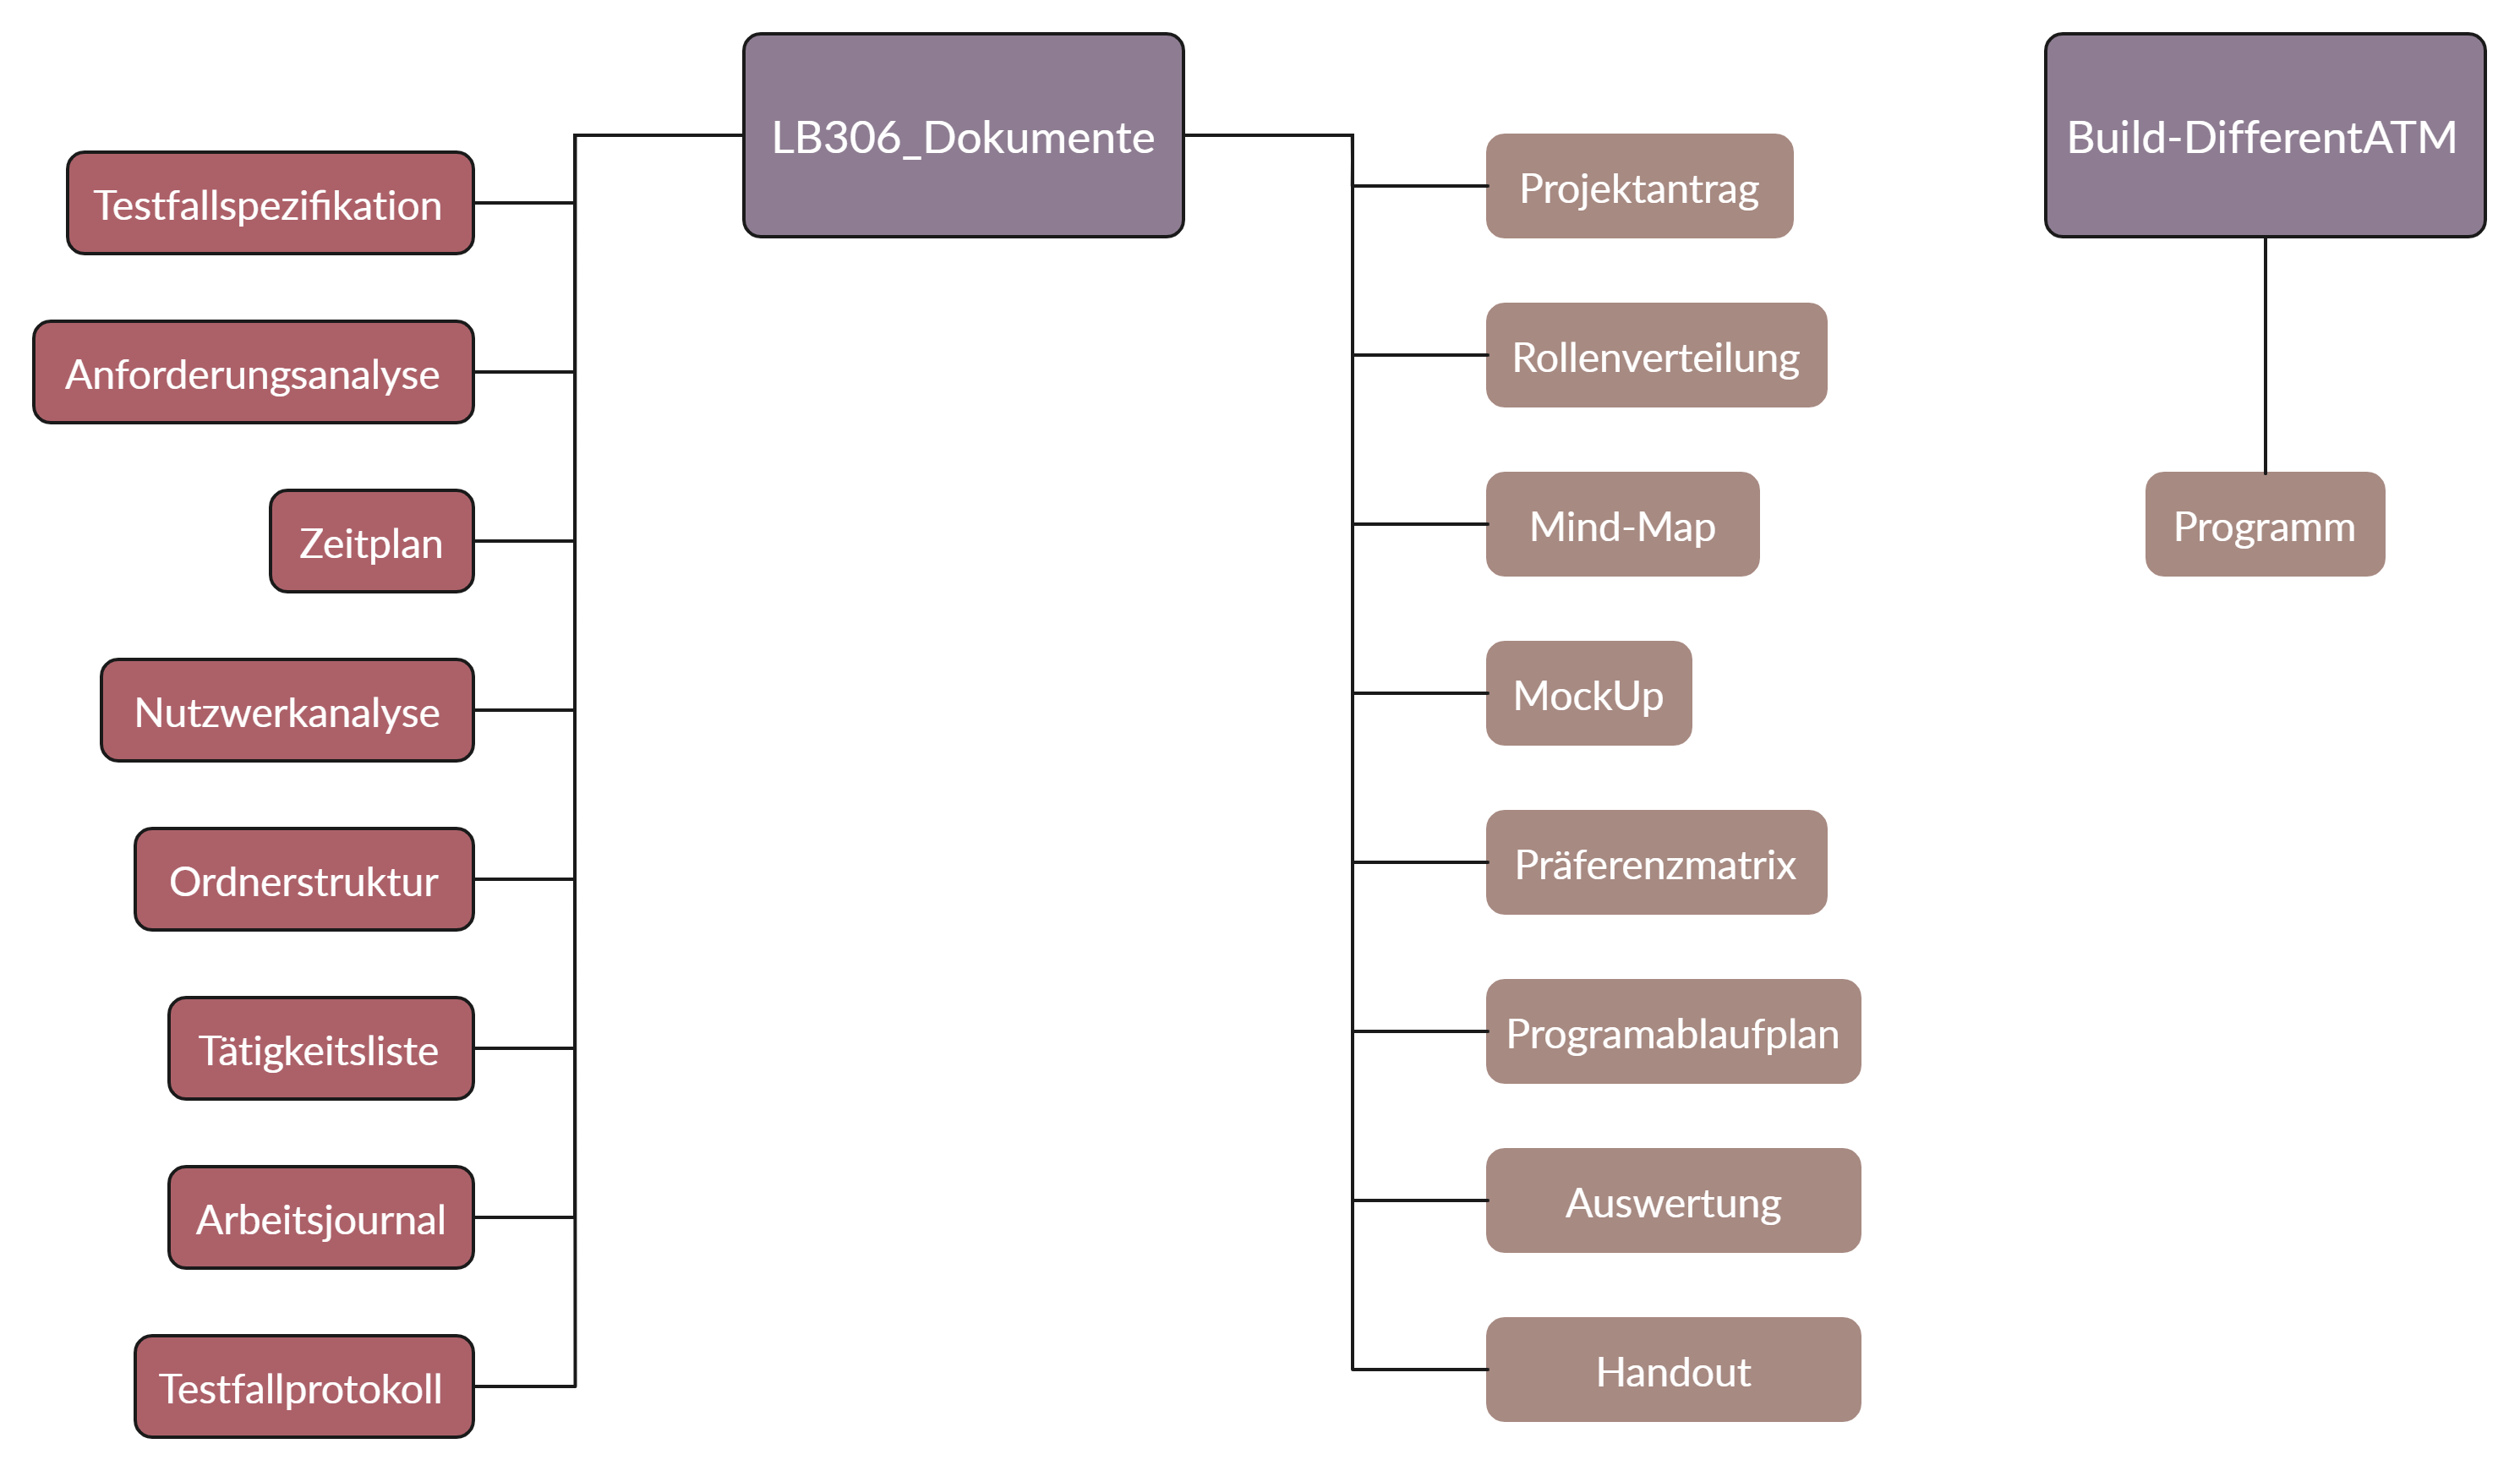 LB306_Dokumente
Testfallspezifikation
Anforderungsanalyse
Zeitplan
Nutzwerkanalyse
Ordnerstruktur
Tätigkeitsliste
Arbeitsjournal
Testfallprotokoll
Projektantrag
Rollenverteilung
Mind-Map
MockUp
Präferenzmatrix
Programablaufplan
Auswertung
Handout
Build-DifferentATM
Programm